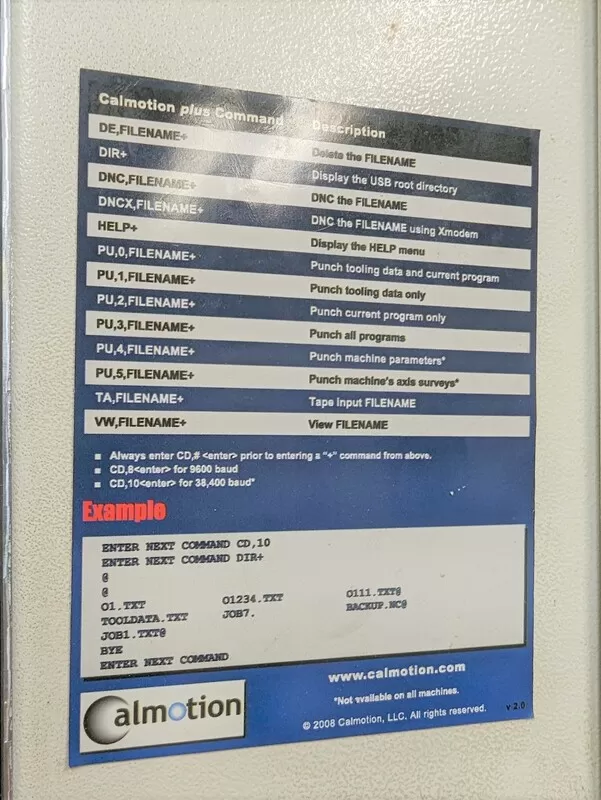 Calmotion plus Command Description
DE,FILENAME+ Delete the FILENAME
DIR+ Display the USB root directory
DNC,FILENAME+ DNC the FILENAME
DNCX,FILENAME+ DNC the FILENAME using Xmodem
HELP+ Display the HELP menu
PU,0,FILENAME+ Punch tooling data and current program
PU,1,FILENAME+ Punch tooling data only
PU,2,FILENAME+ Punch current program only
PU,3,FILENAME+ Punch all programs
PU,4,FILENAME+ Punch machine parameters*
PU,5,FILENAME+ Punch machine's axis surveys*
TA,FILENAME+ Tape input FILENAME
VW,FILENAME+ View FILENAME
Always enter CD,# <enter> prior to entering a "+" command from above.
CD,8<enter> for 9600 baud
CD,10<enter> for 38,400 baud*
Example
ENTER NEXT COMMAND CD,10
ENTER NEXT COMMAND DIR+
@
@
O1.TXT O1234.TXT O111.TXT@
TOOLDATA.TXT JOB7. BACKUP.NC@
JOB1.TXT@
BYE
ENTER NEXT COMMAND
Calmotion
www.calmotion.com
*Not available on all machines.
© 2008 Calmotion, LLC. All rights reserved. v 2.0